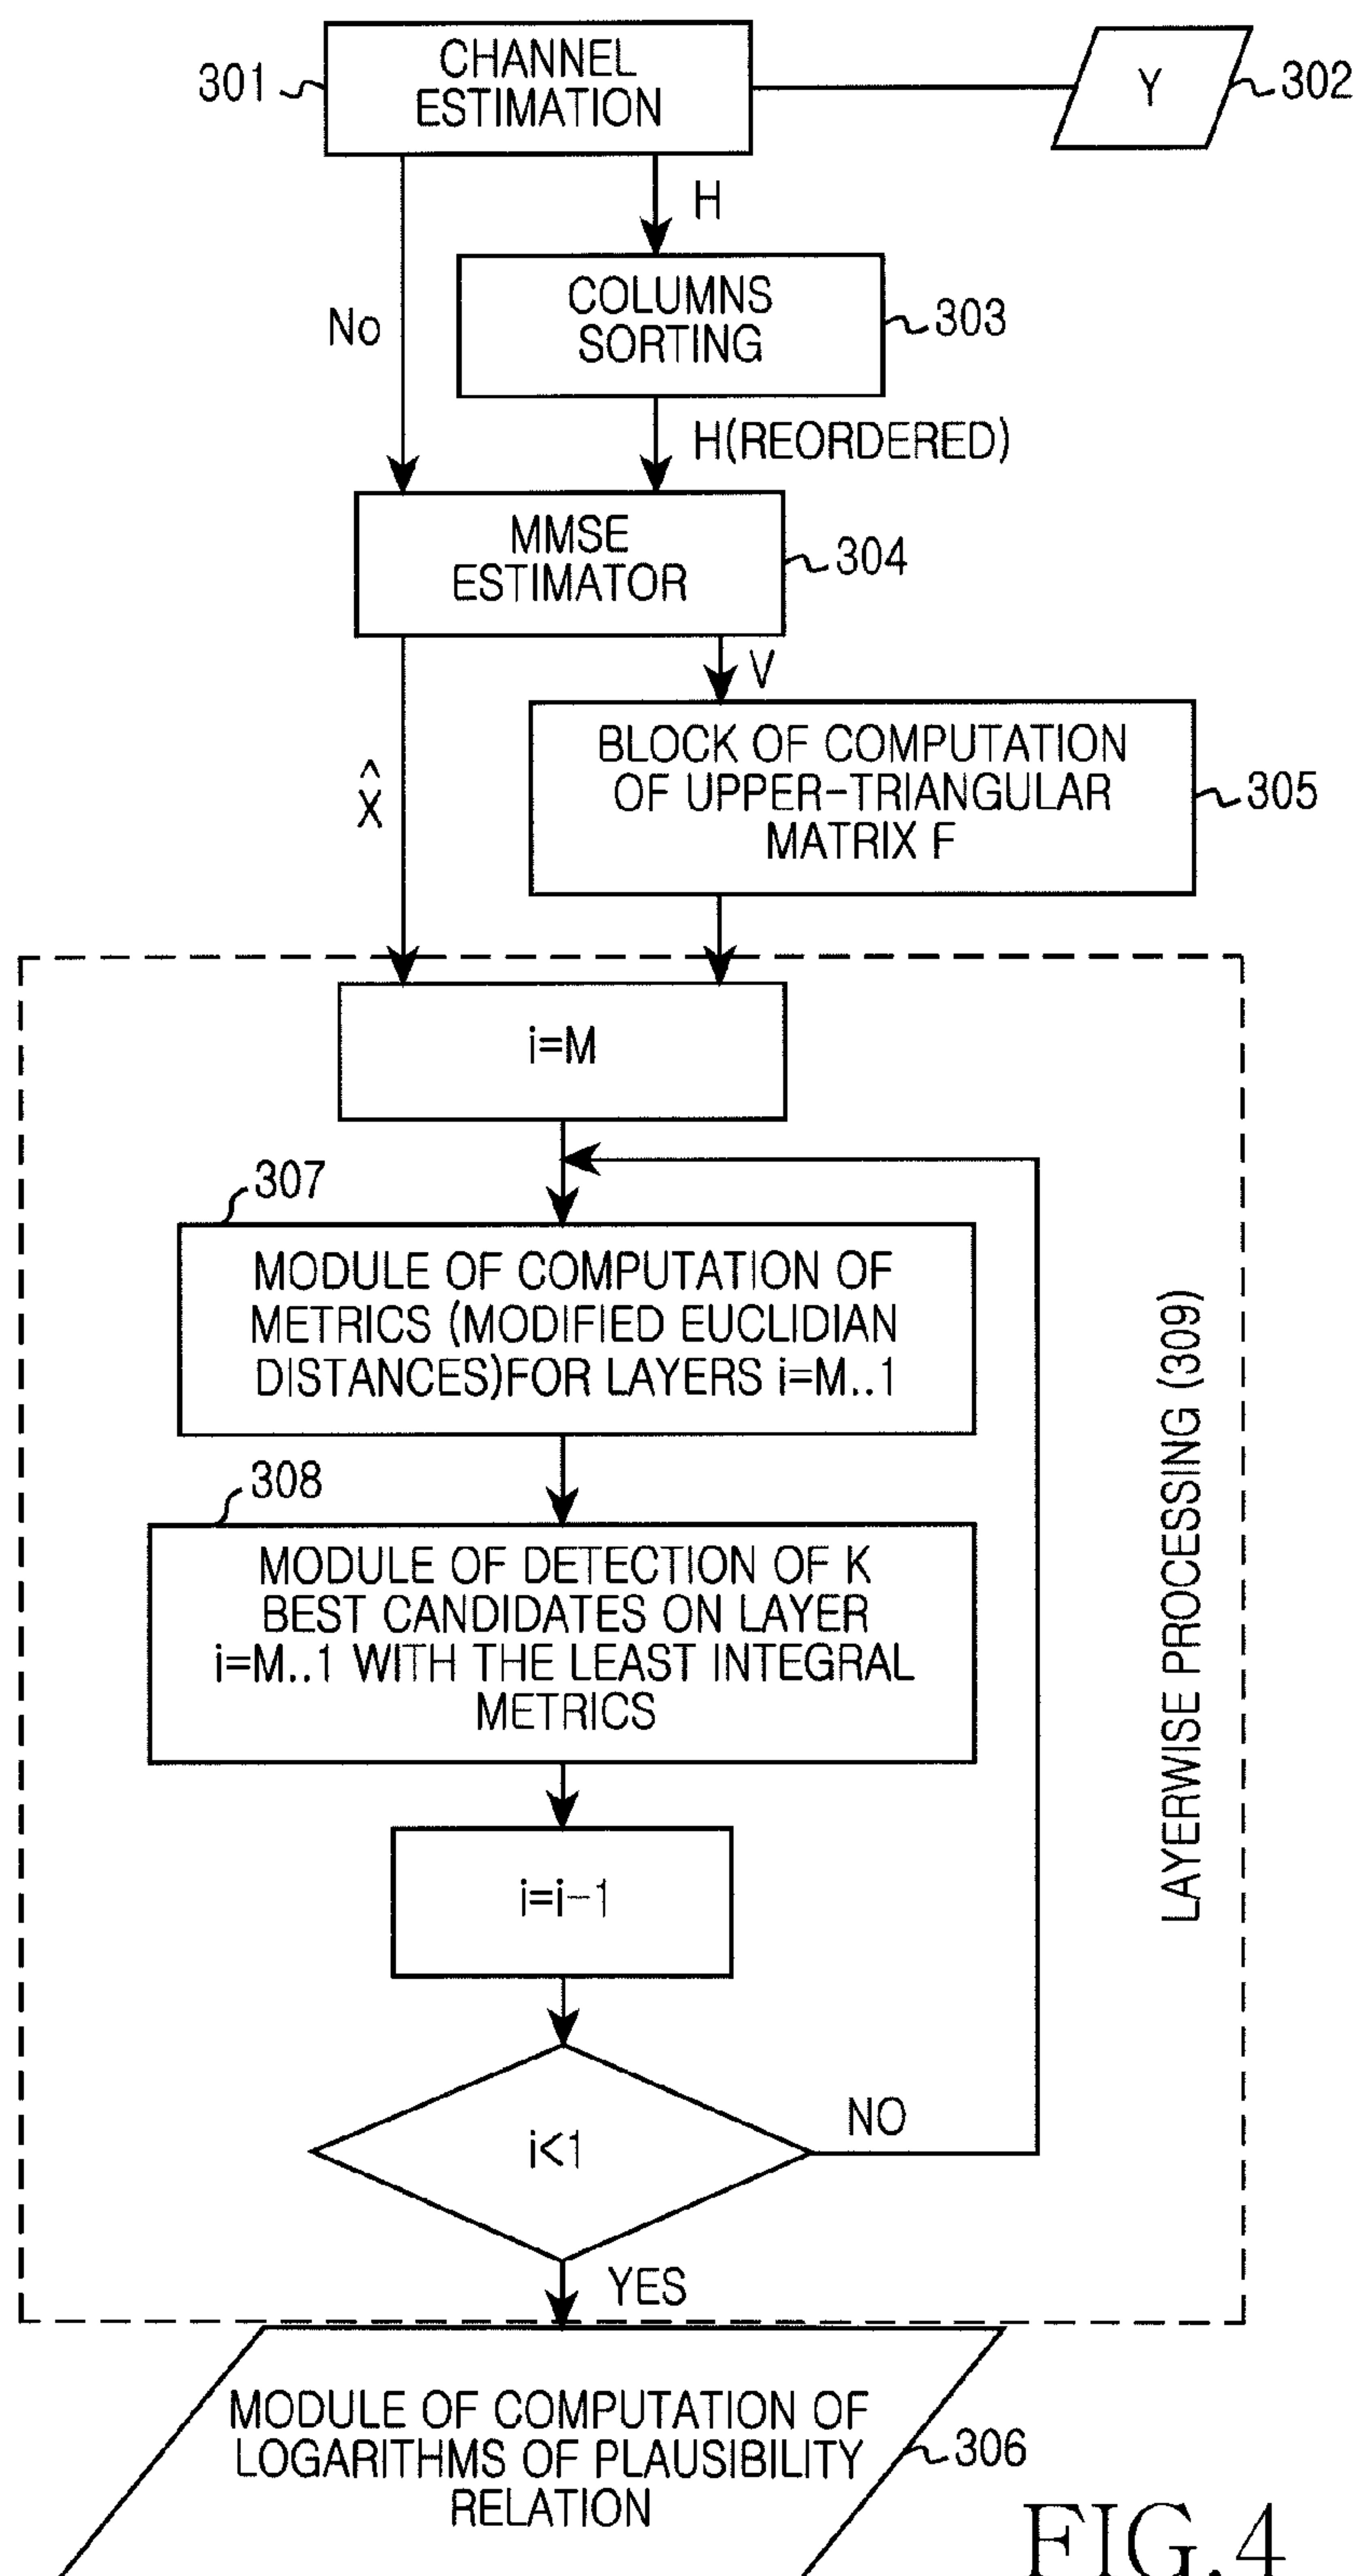 CHANNEL
ESTIMATION
301
Y
302
H
No
COLUMNS
SORTING
303
H(REORDERED)
MMSE
ESTIMATOR
304
V
X̂
BLOCK OF COMPUTATION
OF UPPER-TRIANGULAR
MATRIX F
305
i=M
307
MODULE OF COMPUTATION OF
METRICS (MODIFIED EUCLIDIAN
DISTANCES)FOR LAYERS i=M..1
308
MODULE OF DETECTION OF K
BEST CANDIDATES ON LAYER
i=M..1 WITH THE LEAST INTEGRAL
METRICS
LAYERWISE PROCESSING (309)
i=i-1
i<1
NO
YES
MODULE OF COMPUTATION OF
LOGARITHMS OF PLAUSIBILITY
RELATION
306
FIG.4